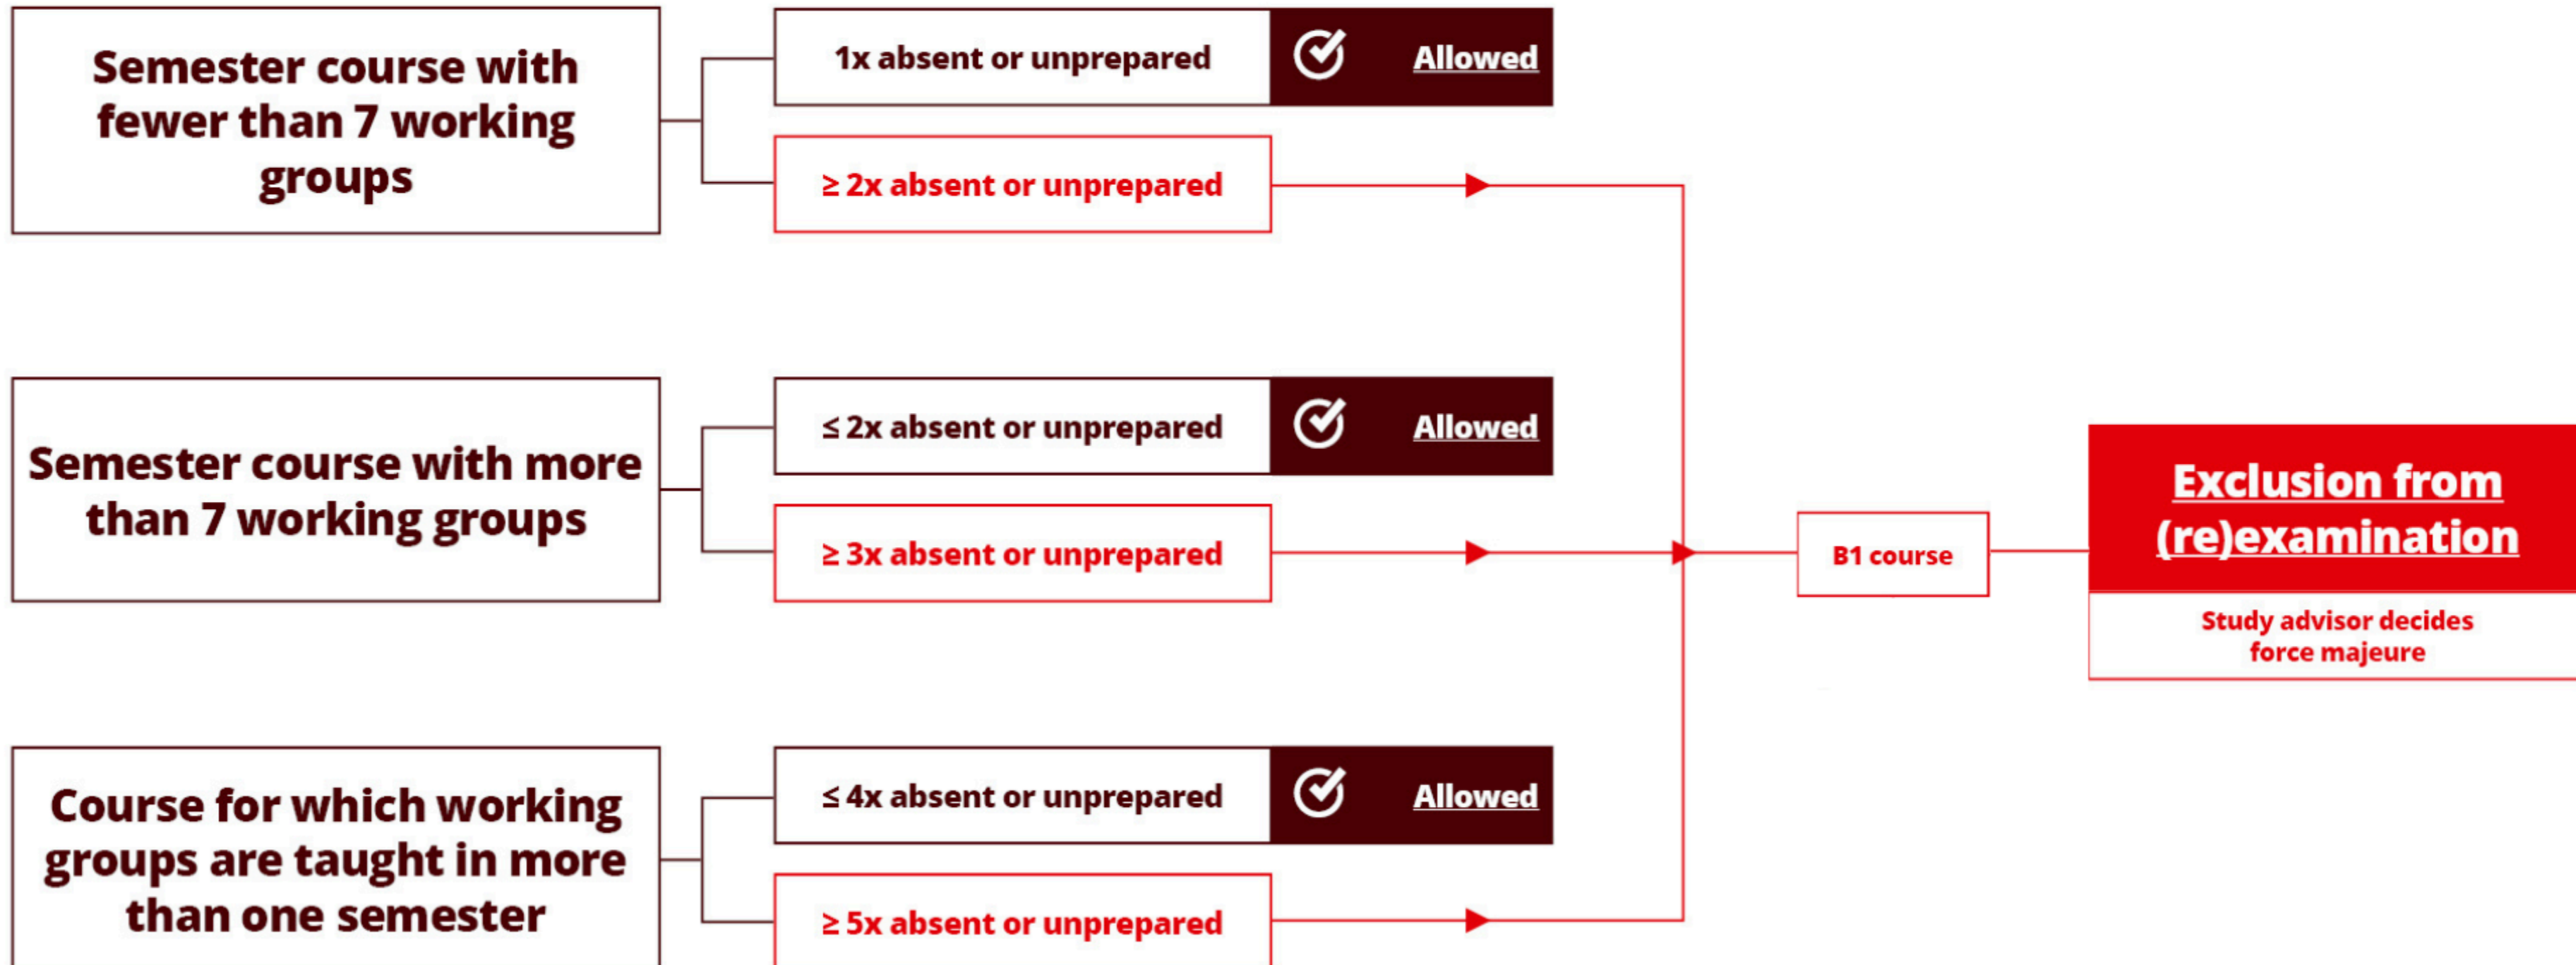 Semester course with
fewer than 7 working
groups
1x absent or unprepared
Allowed
≥ 2x absent or unprepared
Semester course with more
than 7 working groups
≤ 2x absent or unprepared
Allowed
≥ 3x absent or unprepared
B1 course
Exclusion from
(re)examination
Study advisor decides
force majeure
Course for which working
groups are taught in more
than one semester
≤ 4x absent or unprepared
Allowed
≥ 5x absent or unprepared